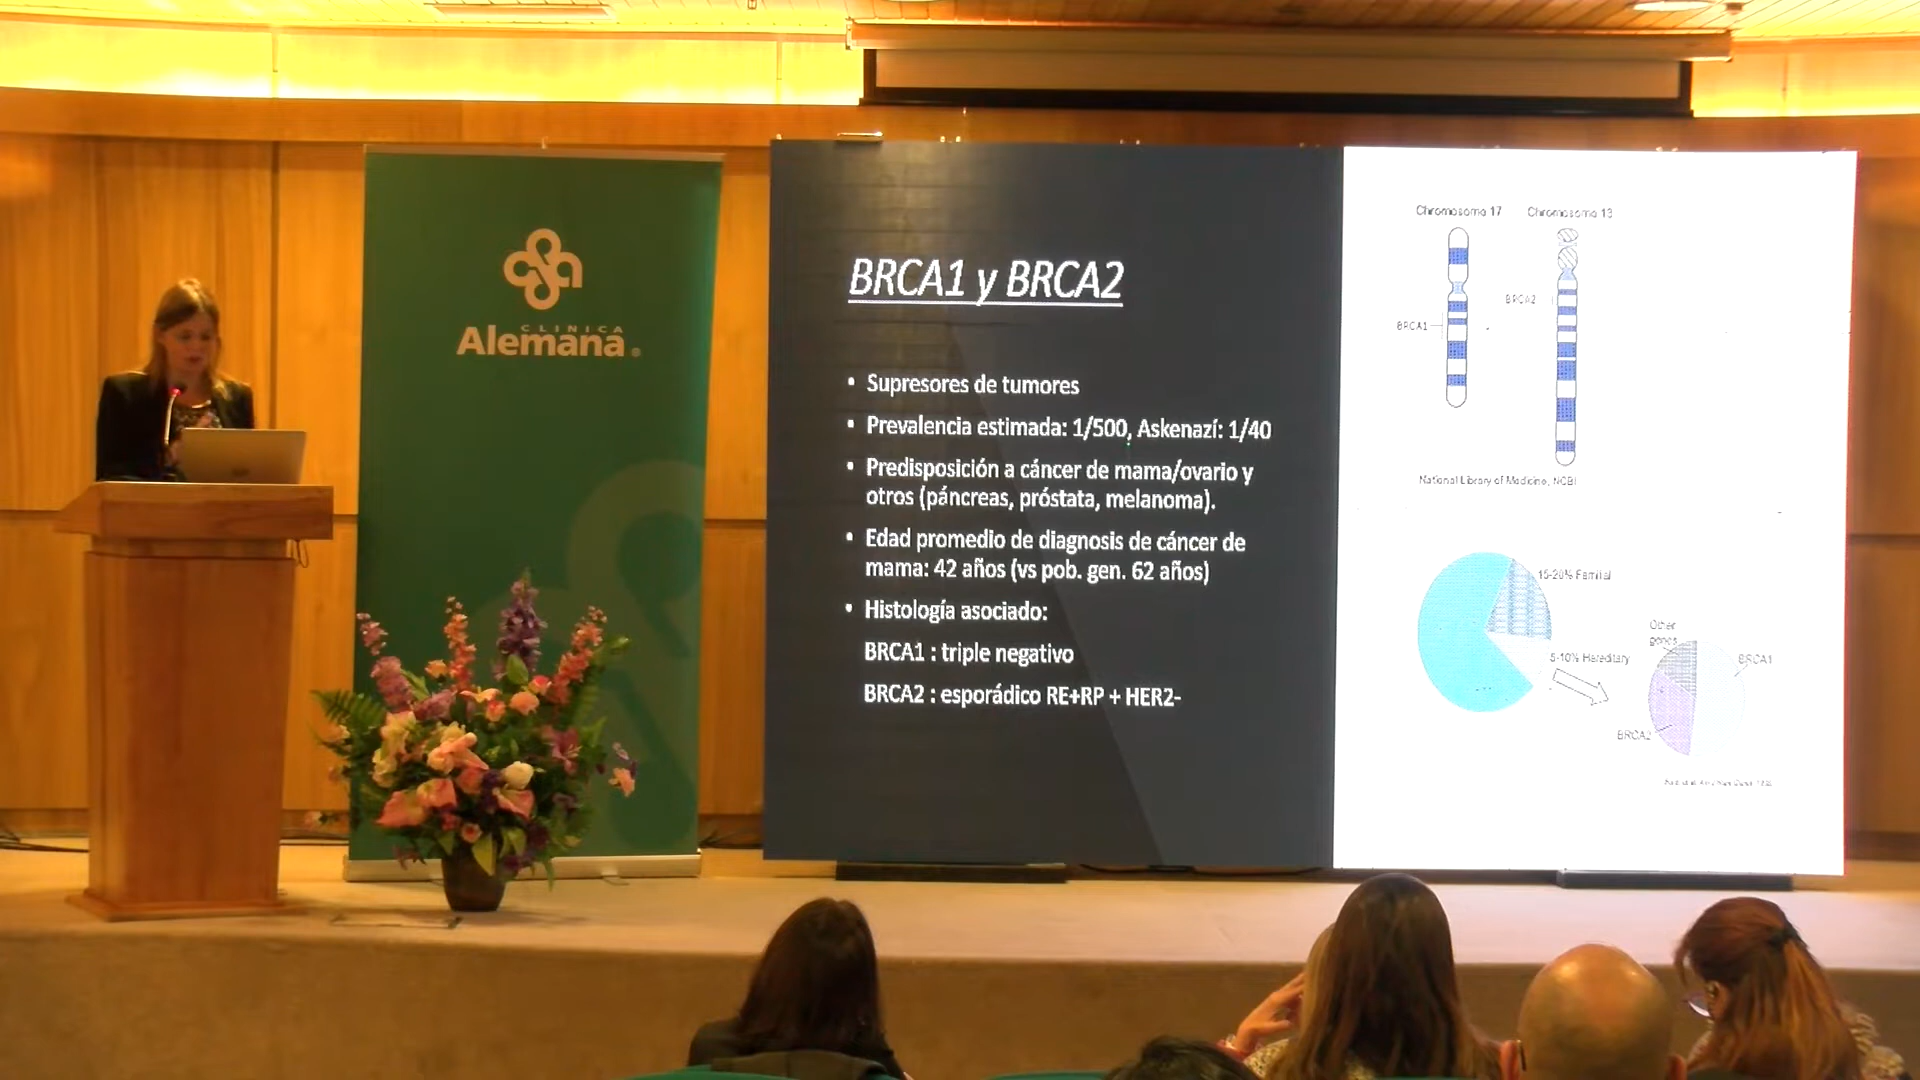 CLINICA
Alemana
BRCA1 y BRCA2
• Supresores de tumores
• Prevalencia estimada: 1/500, Askenazí: 1/40
• Predisposición a cáncer de mama/ovario y
otros (páncreas, próstata, melanoma).
• Edad promedio de diagnosis de cáncer de
mama: 42 años (vs pob. gen. 62 años)
• Histología asociado:
BRCA1 : triple negativo
BRCA2 : esporádico RE+RP + HER2-
Chromosome 17
Chromosome 13
BRCA2
BRCA1
National Library of Medicine, NCBI
15-20% Familial
Other
genes
5-10% Hereditary
BRCA1
BRCA2